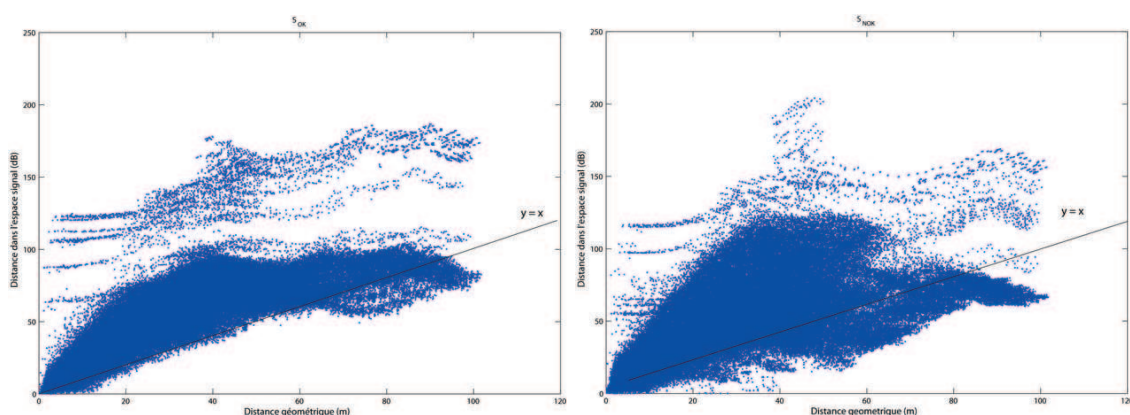 S OK
250
200
150
100
50
0
Distance dans l'espace signal (dB)
y = x
0 20 40 60 80 100 120
Distance géométrique (m)
S NOK
250
200
150
100
50
0
Distance dans l'espace signal (dB)
y = x
0 20 40 60 80 100 120
Distance geometrique (m)